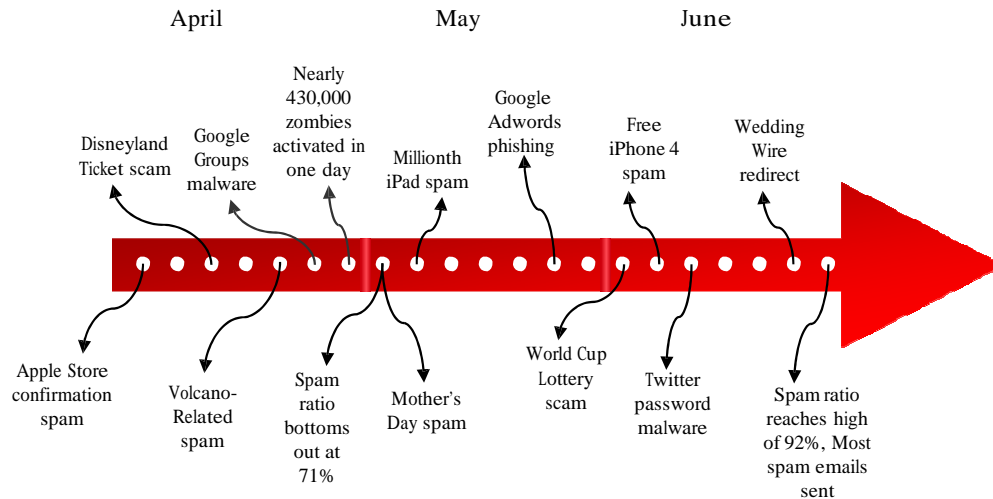 April
May
June
Disneyland
Ticket scam
Google
Groups
malware
Nearly
430,000
zombies
activated in
one day
Millionth
iPad spam
Google
Adwords
phishing
Free
iPhone 4
spam
Wedding
Wire
redirect
Apple Store
confirmation
spam
Volcano-
Related
spam
Spam
ratio
bottoms
out at
71%
Mother's
Day spam
World Cup
Lottery
scam
Twitter
password
malware
Spam ratio
reaches high
of 92%, Most
spam emails
sent